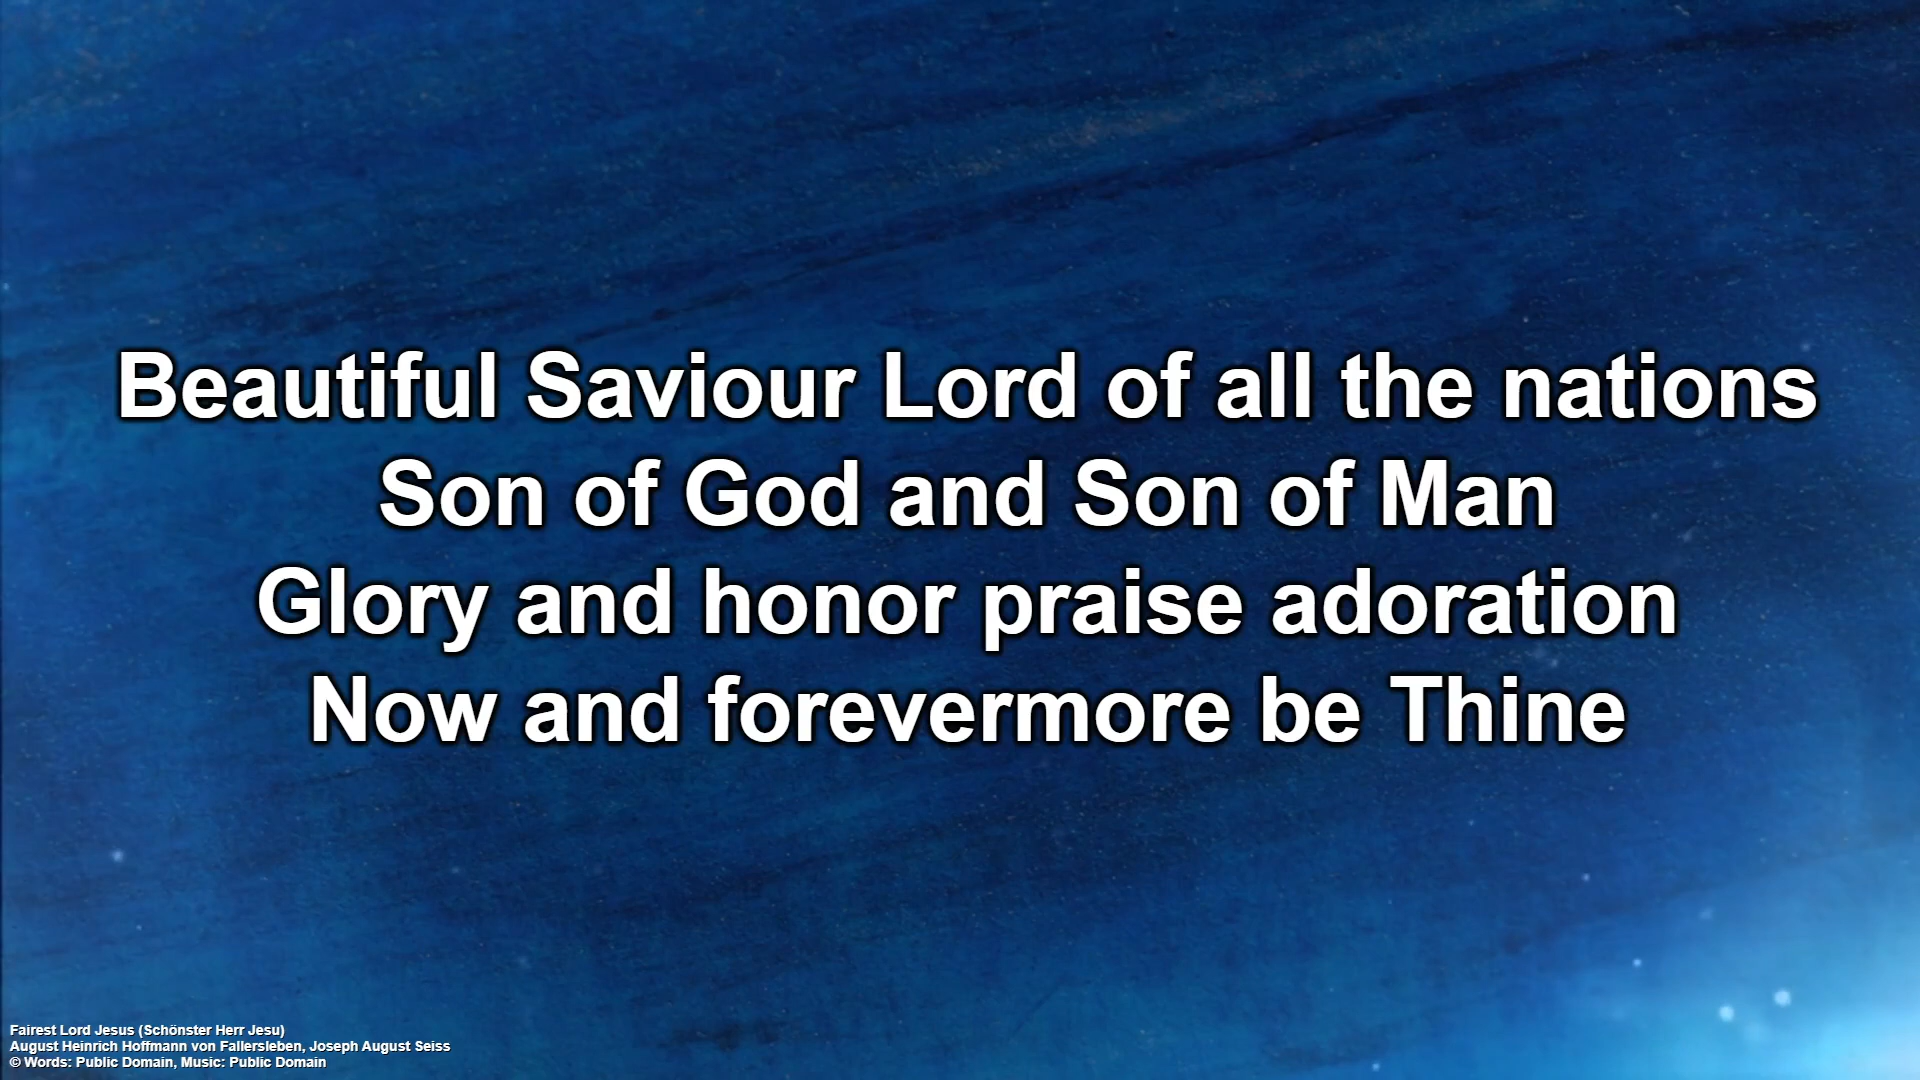 Beautiful Saviour Lord of all the nations
Son of God and Son of Man
Glory and honor praise adoration
Now and forevermore be Thine
Fairest Lord Jesus (Schönster Herr Jesu)
August Heinrich Hoffmann von Fallersleben, Joseph August Seiss
© Words: Public Domain, Music: Public Domain